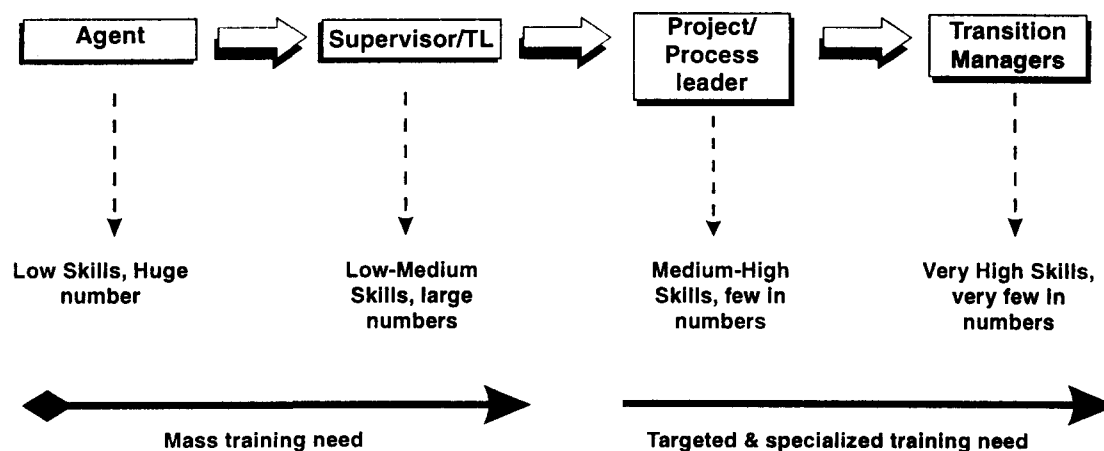 Agent
Supervisor/TL
Project/
Process
leader
Transition
Managers
Low Skills, Huge
number
Low-Medium
Skills, large
numbers
Medium-High
Skills, few in
numbers
Very High Skills,
very few in
numbers
Mass training need
Targeted & specialized training need